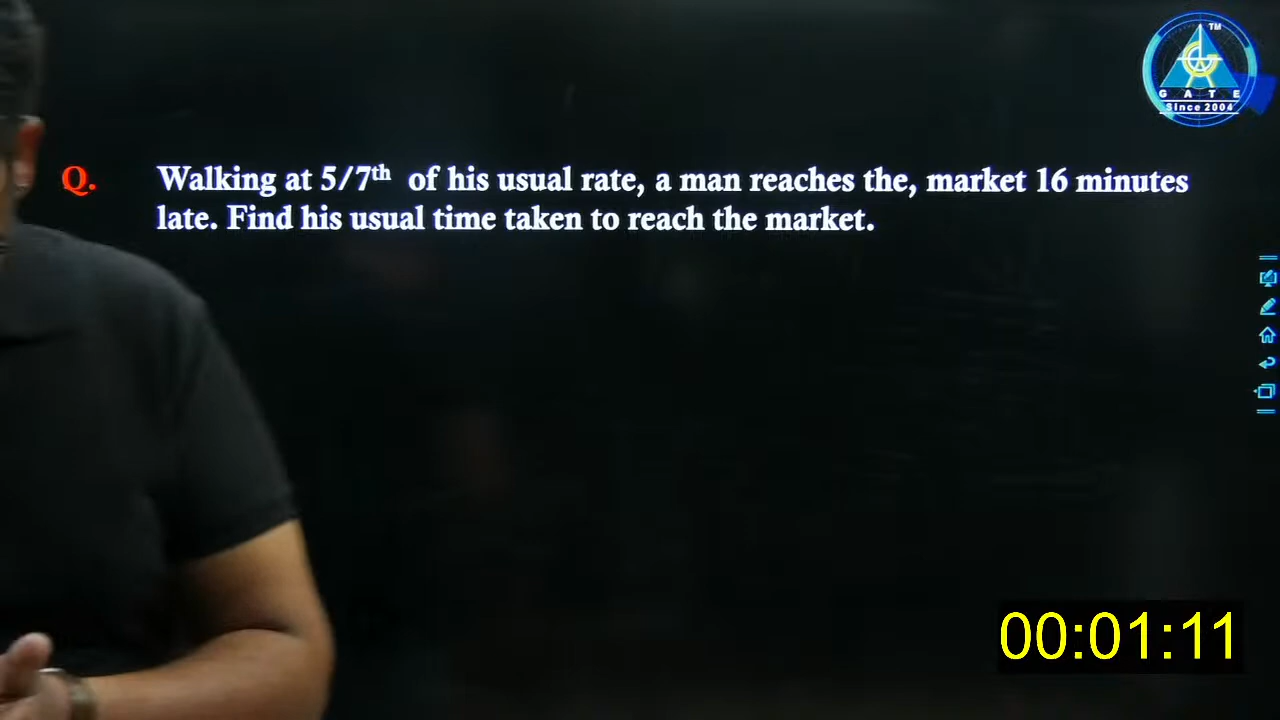 TM
G A T E
Since 2004
Q. Walking at 5/7th of his usual rate, a man reaches the, market 16 minutes
late. Find his usual time taken to reach the market.
00:01:11